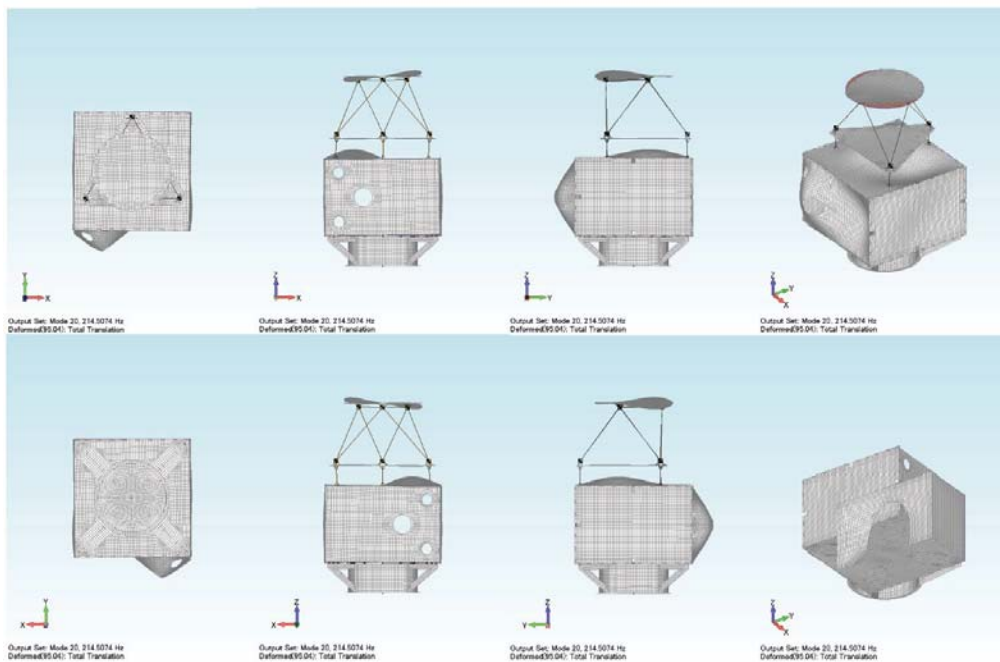 Y
X
Output Set: Mode 20, 214.5074 Hz
Deformed(95.04): Total Translation
Z
X
Output Set: Mode 20, 214.5074 Hz
Deformed(95.04): Total Translation
Z
Y
Output Set: Mode 20, 214.5074 Hz
Deformed(95.04): Total Translation
Z
Y
X
Output Set: Mode 20, 214.5074 Hz
Deformed(95.04): Total Translation
Y
X
Output Set: Mode 20, 214.5074 Hz
Deformed(95.04): Total Translation
Z
X
Output Set: Mode 20, 214.5074 Hz
Deformed(95.04): Total Translation
Z
Y
Output Set: Mode 20, 214.5074 Hz
Deformed(95.04): Total Translation
Z
Y
X
Output Set: Mode 20, 214.5074 Hz
Deformed(95.04): Total Translation